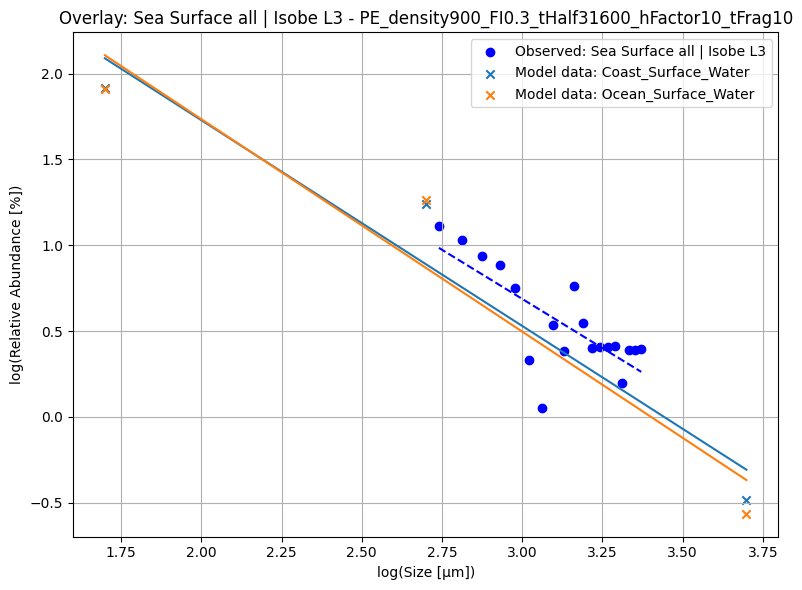 Overlay: Sea Surface all | Isobe L3 - PE_density900_FI0.3_tHalf31600_hFactor10_tFrag10
Observed: Sea Surface all | Isobe L3
Model data: Coast_Surface_Water
Model data: Ocean_Surface_Water
log(Relative Abundance [%])
2.0
1.5
1.0
0.5
0.0
−0.5
1.75 2.00 2.25 2.50 2.75 3.00 3.25 3.50 3.75
log(Size [μm])